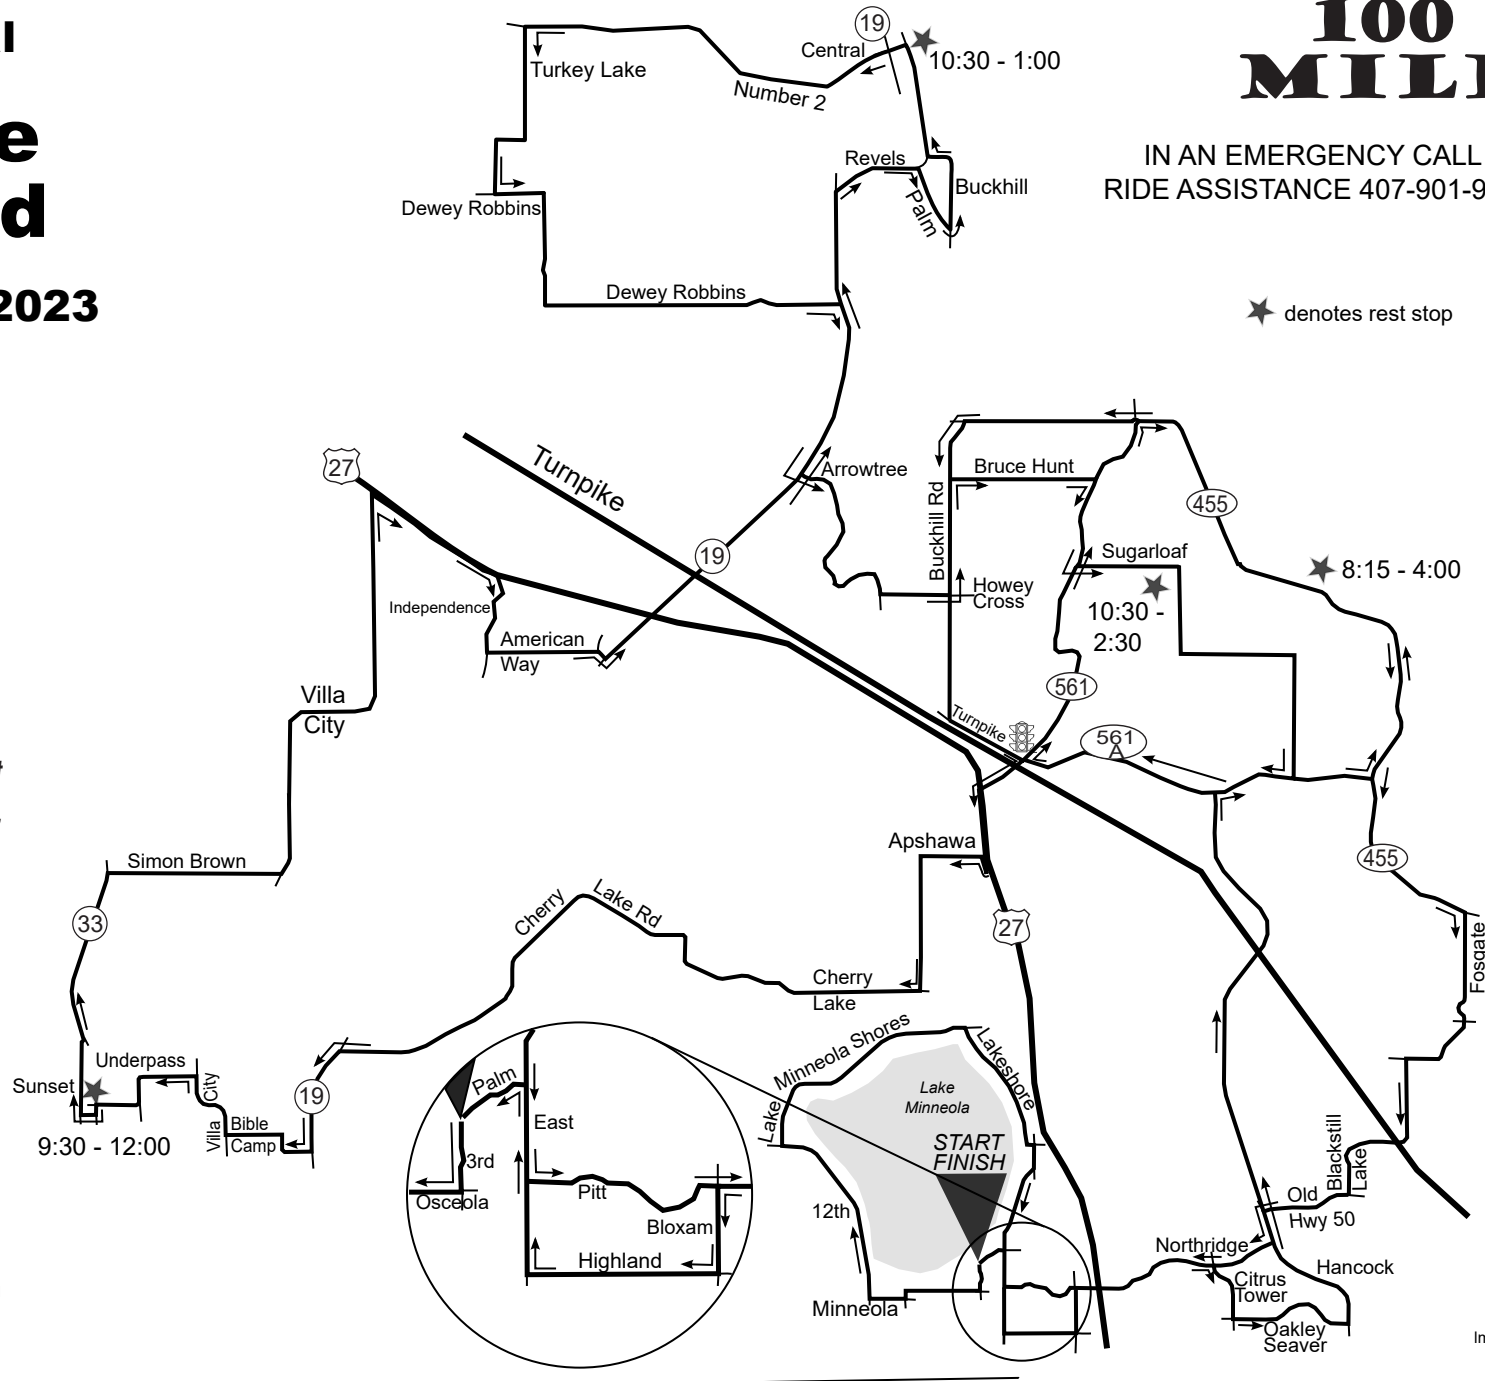 19
Central
10:30 - 1:00
Turkey Lake
Number 2
100
IN AN EMERGENCY CALL
RIDE ASSISTANCE 407-901-9
Revels
Buckhill
Palm
Dewey Robbins
Dewey Robbins
2023
denotes rest stop
Turnpike
27
Arrowtree
Bruce Hunt
Buckhill Rd
455
19
Sugarloaf
8:15 - 4:00
Independence
Howey
Cross
10:30 -
2:30
American
Way
561
Villa
City
Turnpike
561
A
Apshawa
455
Simon Brown
33
Cherry
Lake Rd
27
Fosgate
Cherry
Lake
Minneola Shores
Lakeshore
Lake
Lake
Minneola
Underpass
Sunset
Villa
City
19
Bible
Camp
9:30 - 12:00
Palm
East
3rd
Osceola
Pitt
Bloxam
Highland
START
FINISH
12th
Minneola
Blackstill
Lake
Old
Hwy 50
Northridge
Hancock
Citrus
Tower
Oakley
Seaver